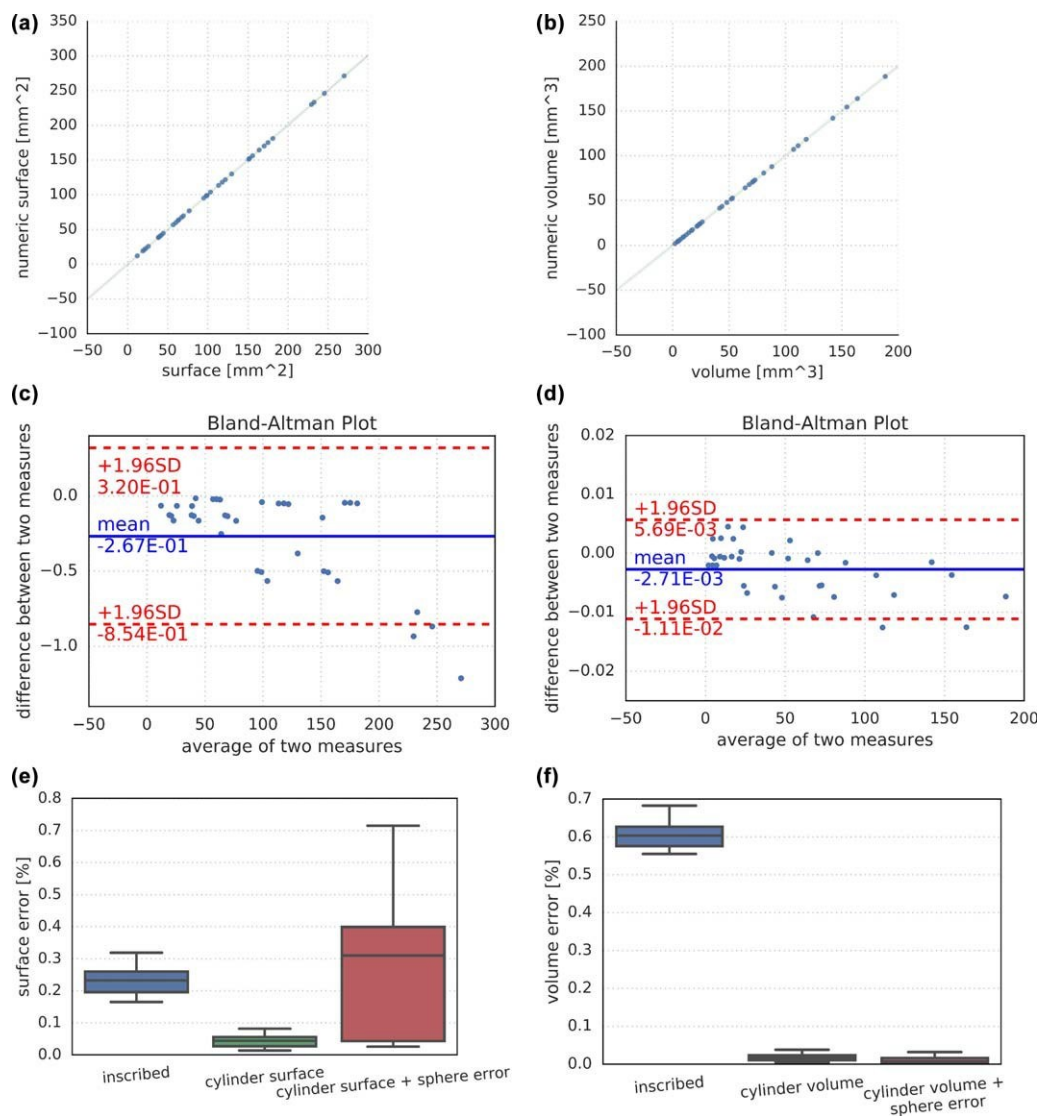 (a)
350
300
250
200
150
100
50
0
−50
−100
numeric surface [mm^2]
−50 0 50 100 150 200 250 300
surface [mm^2]
(b)
250
200
150
100
50
0
−50
−100
numeric volume [mm^3]
−50 0 50 100 150 200
volume [mm^3]
(c)
Bland-Altman Plot
difference between two measures
0.0
−0.5
−1.0
+1.96SD
3.20E-01
mean
-2.67E-01
+1.96SD
-8.54E-01
−50 0 50 100 150 200 250 300
average of two measures
(d)
Bland-Altman Plot
difference between two measures
0.02
0.01
0.00
−0.01
−0.02
+1.96SD
5.69E-03
mean
-2.71E-03
+1.96SD
-1.11E-02
−50 0 50 100 150 200
average of two measures
(e)
surface error [%]
0.8
0.7
0.6
0.5
0.4
0.3
0.2
0.1
0.0
inscribed cylinder surface cylinder surface + sphere error
(f)
volume error [%]
0.7
0.6
0.5
0.4
0.3
0.2
0.1
0.0
inscribed cylinder volume cylinder volume +
sphere error